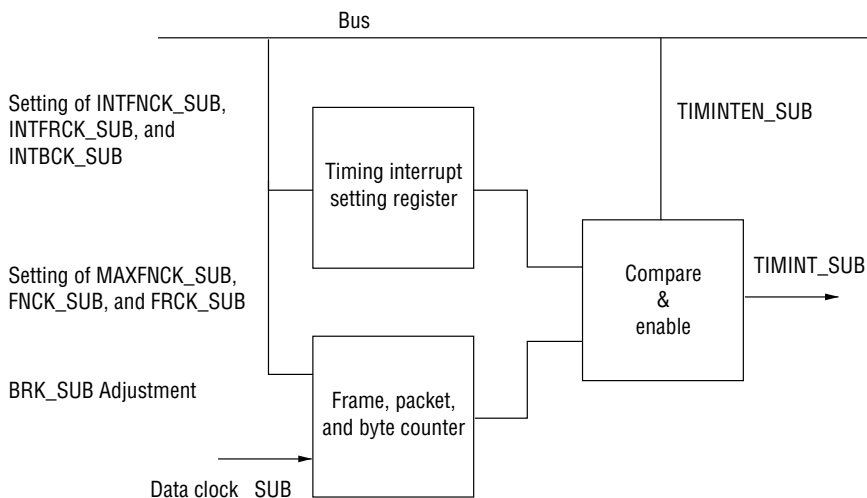 Bus
Setting of INTFNCK_SUB,
INTFRCK_SUB, and
INTBCK_SUB
TIMINTEN_SUB
Timing interrupt
setting register
Setting of MAXFNCK_SUB,
FNCK_SUB, and FRCK_SUB
Compare
&
enable
TIMINT_SUB
BRK_SUB Adjustment
Frame, packet,
and byte counter
Data clock SUB